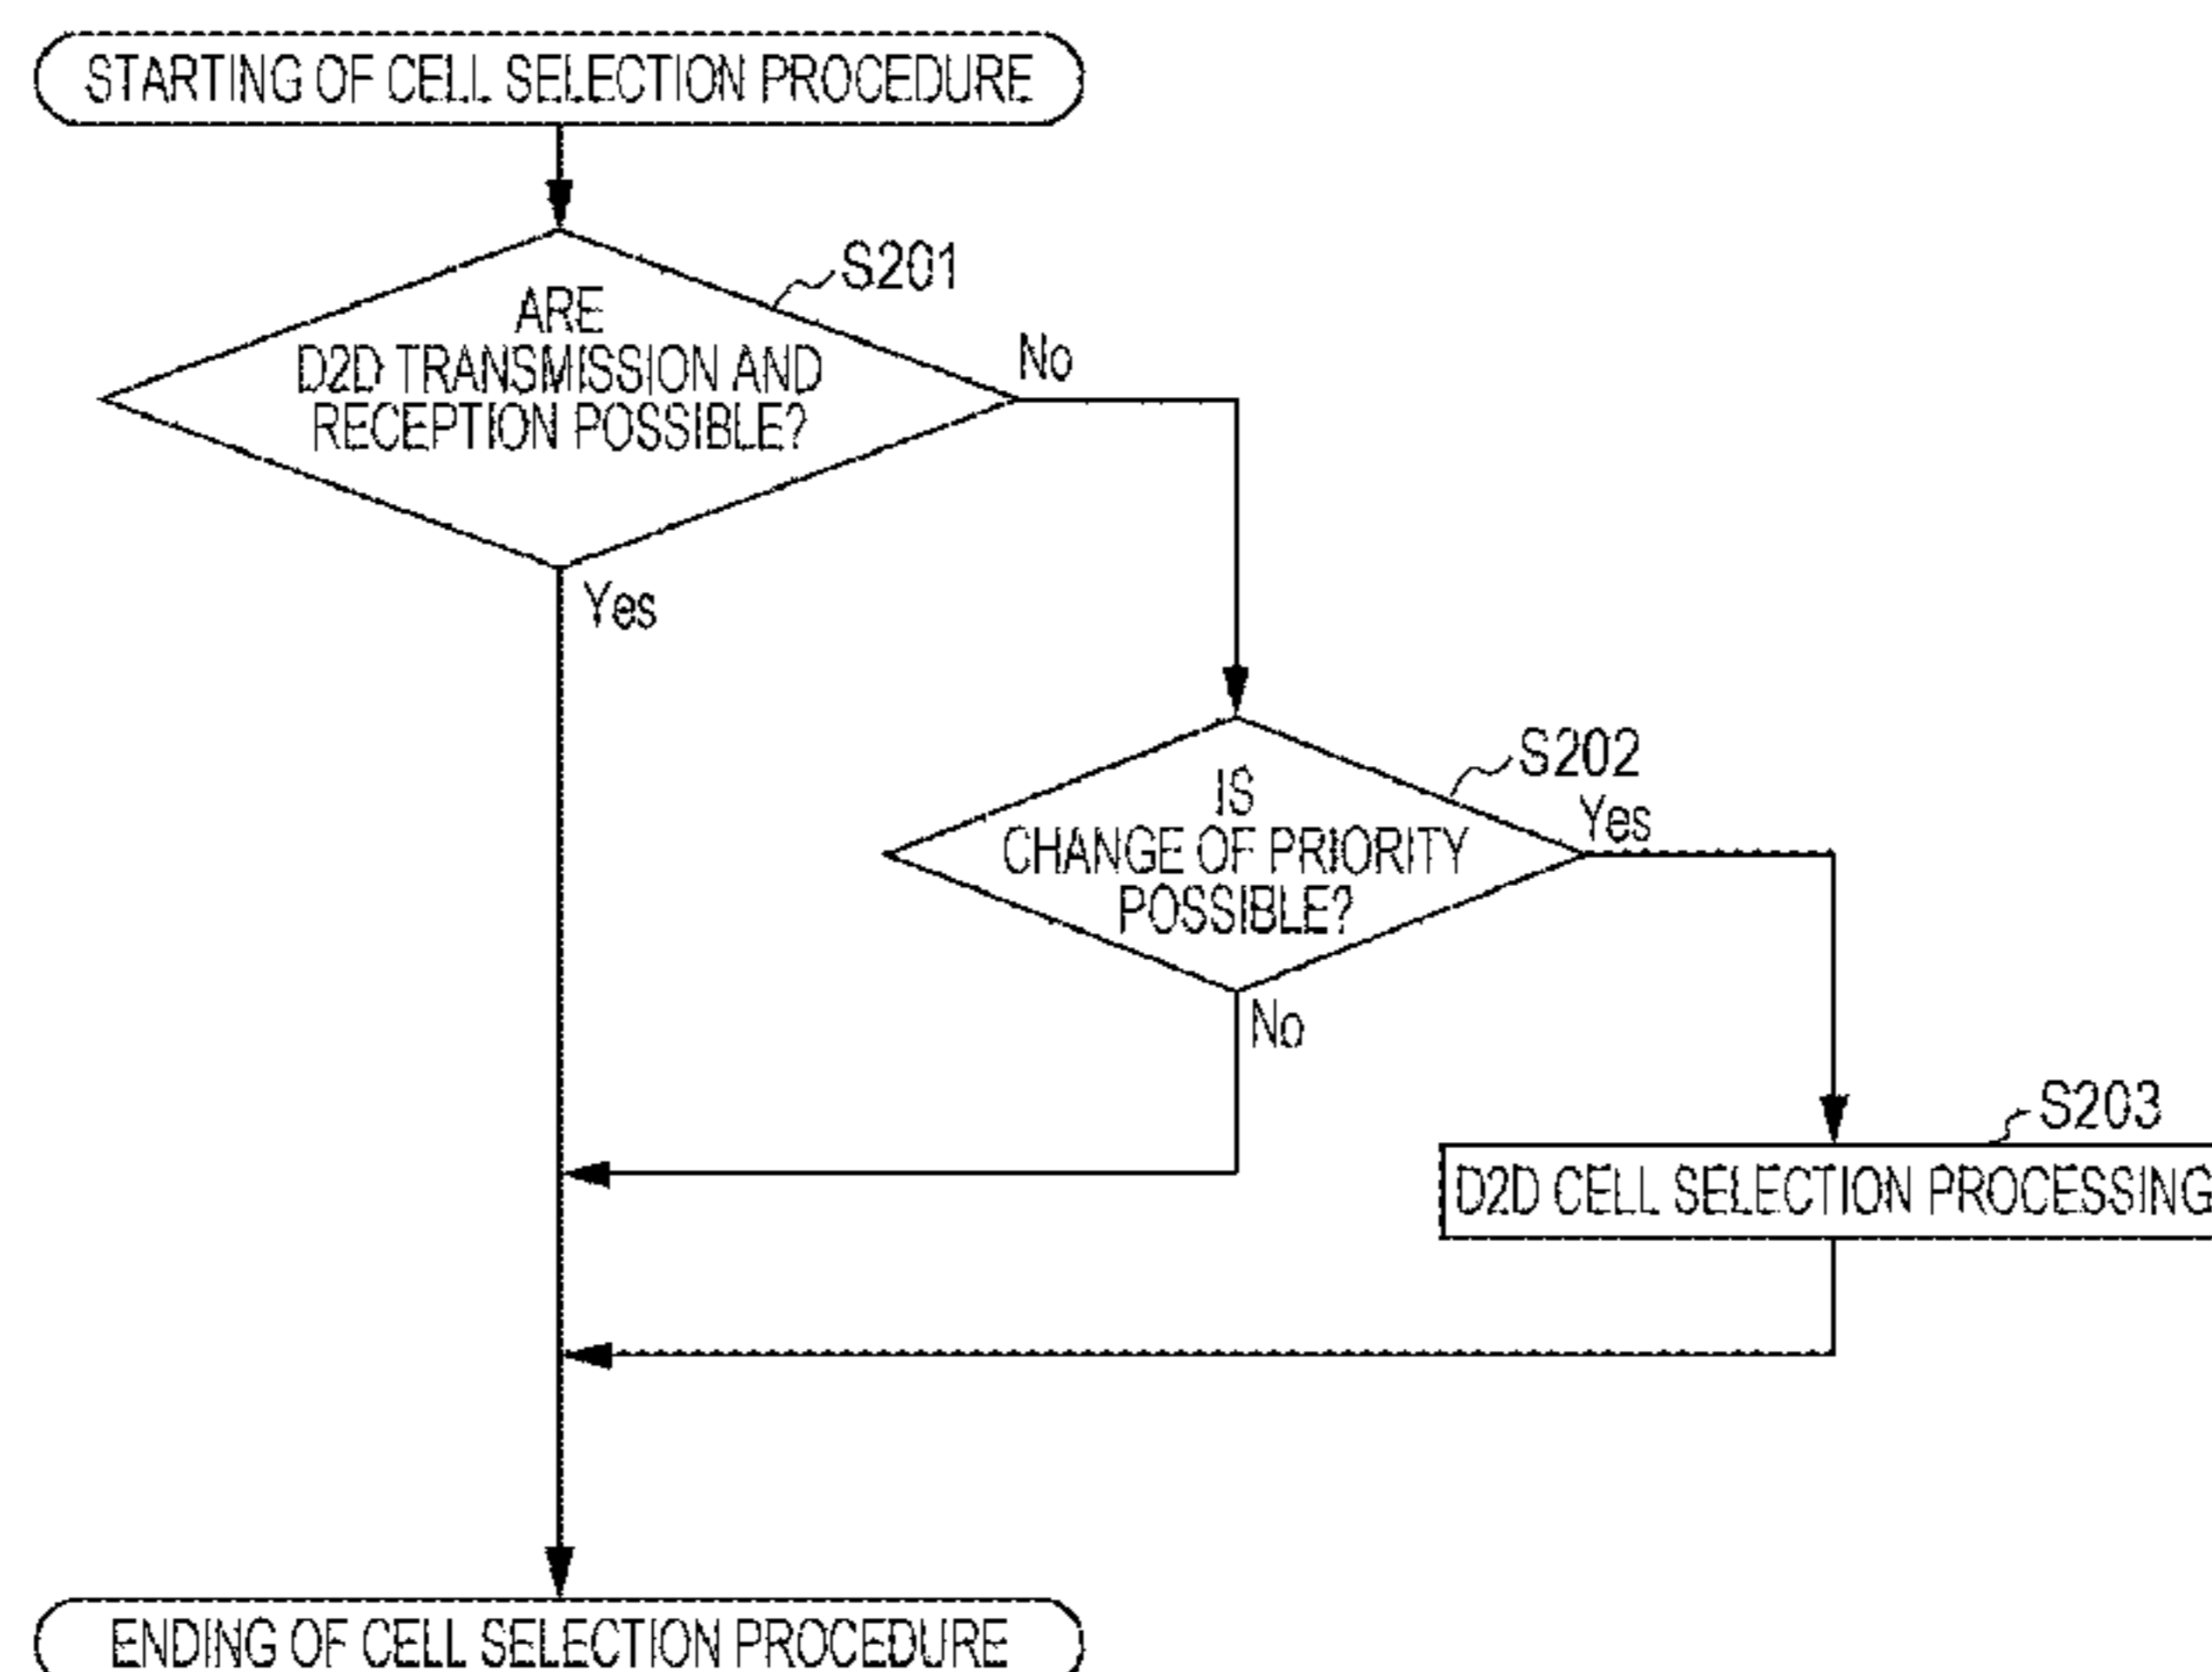 STARTING OF CELL SELECTION PROCEDURE
S201
ARE
D2D TRANSMISSION AND
RECEPTION POSSIBLE?
No
Yes
S202
IS
CHANGE OF PRIORITY
POSSIBLE?
Yes
No
S203
D2D CELL SELECTION PROCESSING
ENDING OF CELL SELECTION PROCEDURE